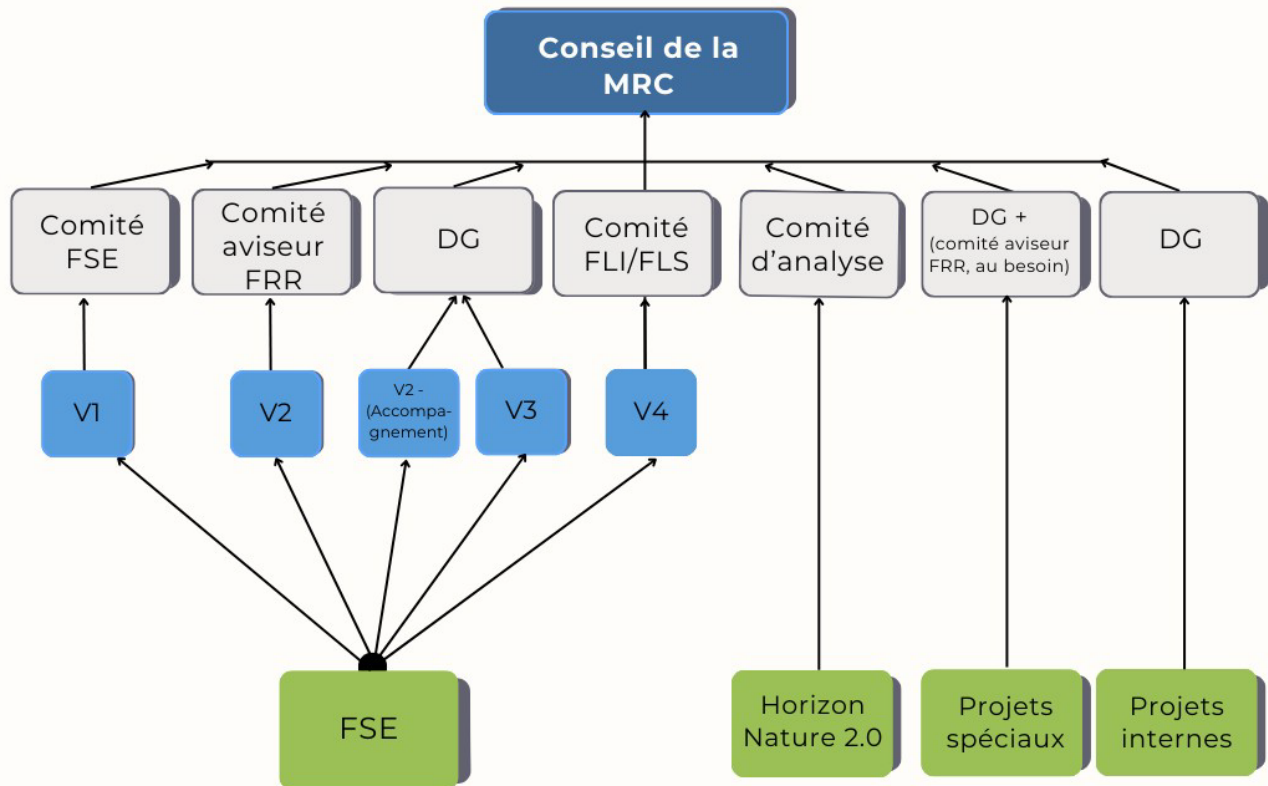 Conseil de la
MRC
Comité
FSE
Comité
aviseur
FRR
DG
Comité
FLI/FLS
Comité
d'analyse
DG +
(comité aviseur
FRR, au besoin)
DG
V1
V2
V2 -
(Accompa-
gnement)
V3
V4
FSE
Horizon
Nature 2.0
Projets
spéciaux
Projets
internes